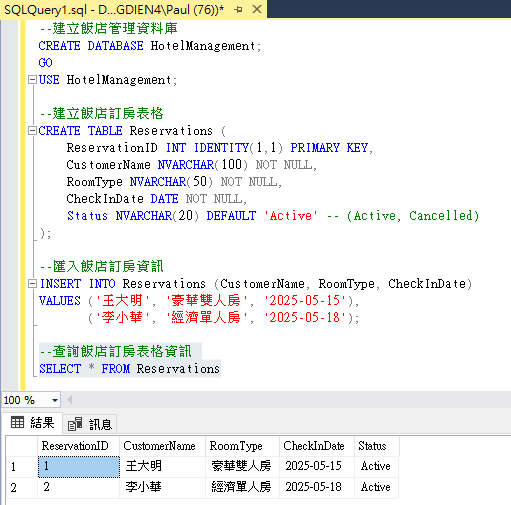 SQLQuery1.sql - D...GDIEN4\Paul (76))*
--建立飯店管理資料庫
CREATE DATABASE HotelManagement;
GO
USE HotelManagement;
--建立飯店訂房表格
CREATE TABLE Reservations (
ReservationID INT IDENTITY(1,1) PRIMARY KEY,
CustomerName NVARCHAR(100) NOT NULL,
RoomType NVARCHAR(50) NOT NULL,
CheckInDate DATE NOT NULL,
Status NVARCHAR(20) DEFAULT 'Active' -- (Active, Cancelled)
);
--匯入飯店訂房資訊
INSERT INTO Reservations (CustomerName, RoomType, CheckInDate)
VALUES ('王大明', '豪華雙人房', '2025-05-15'),
('李小華', '經濟單人房', '2025-05-18');
--查詢飯店訂房表格資訊
SELECT * FROM Reservations
100 %
結果 訊息
ReservationID CustomerName RoomType CheckInDate Status
1 1 王大明 豪華雙人房 2025-05-15 Active
2 2 李小華 經濟單人房 2025-05-18 Active